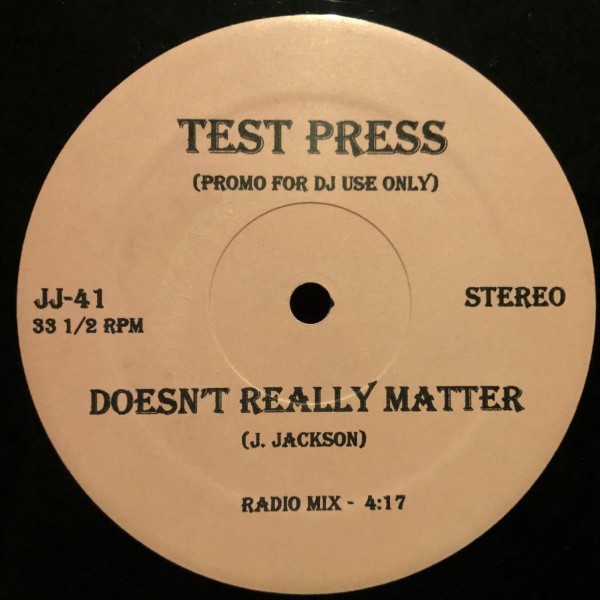 TEST PRESS
(PROMO FOR DJ USE ONLY)
JJ-41
STEREO
33 1/2 RPM
DOESN'T REALLY MATTER
(J. JACKSON)
RADIO MIX - 4:17